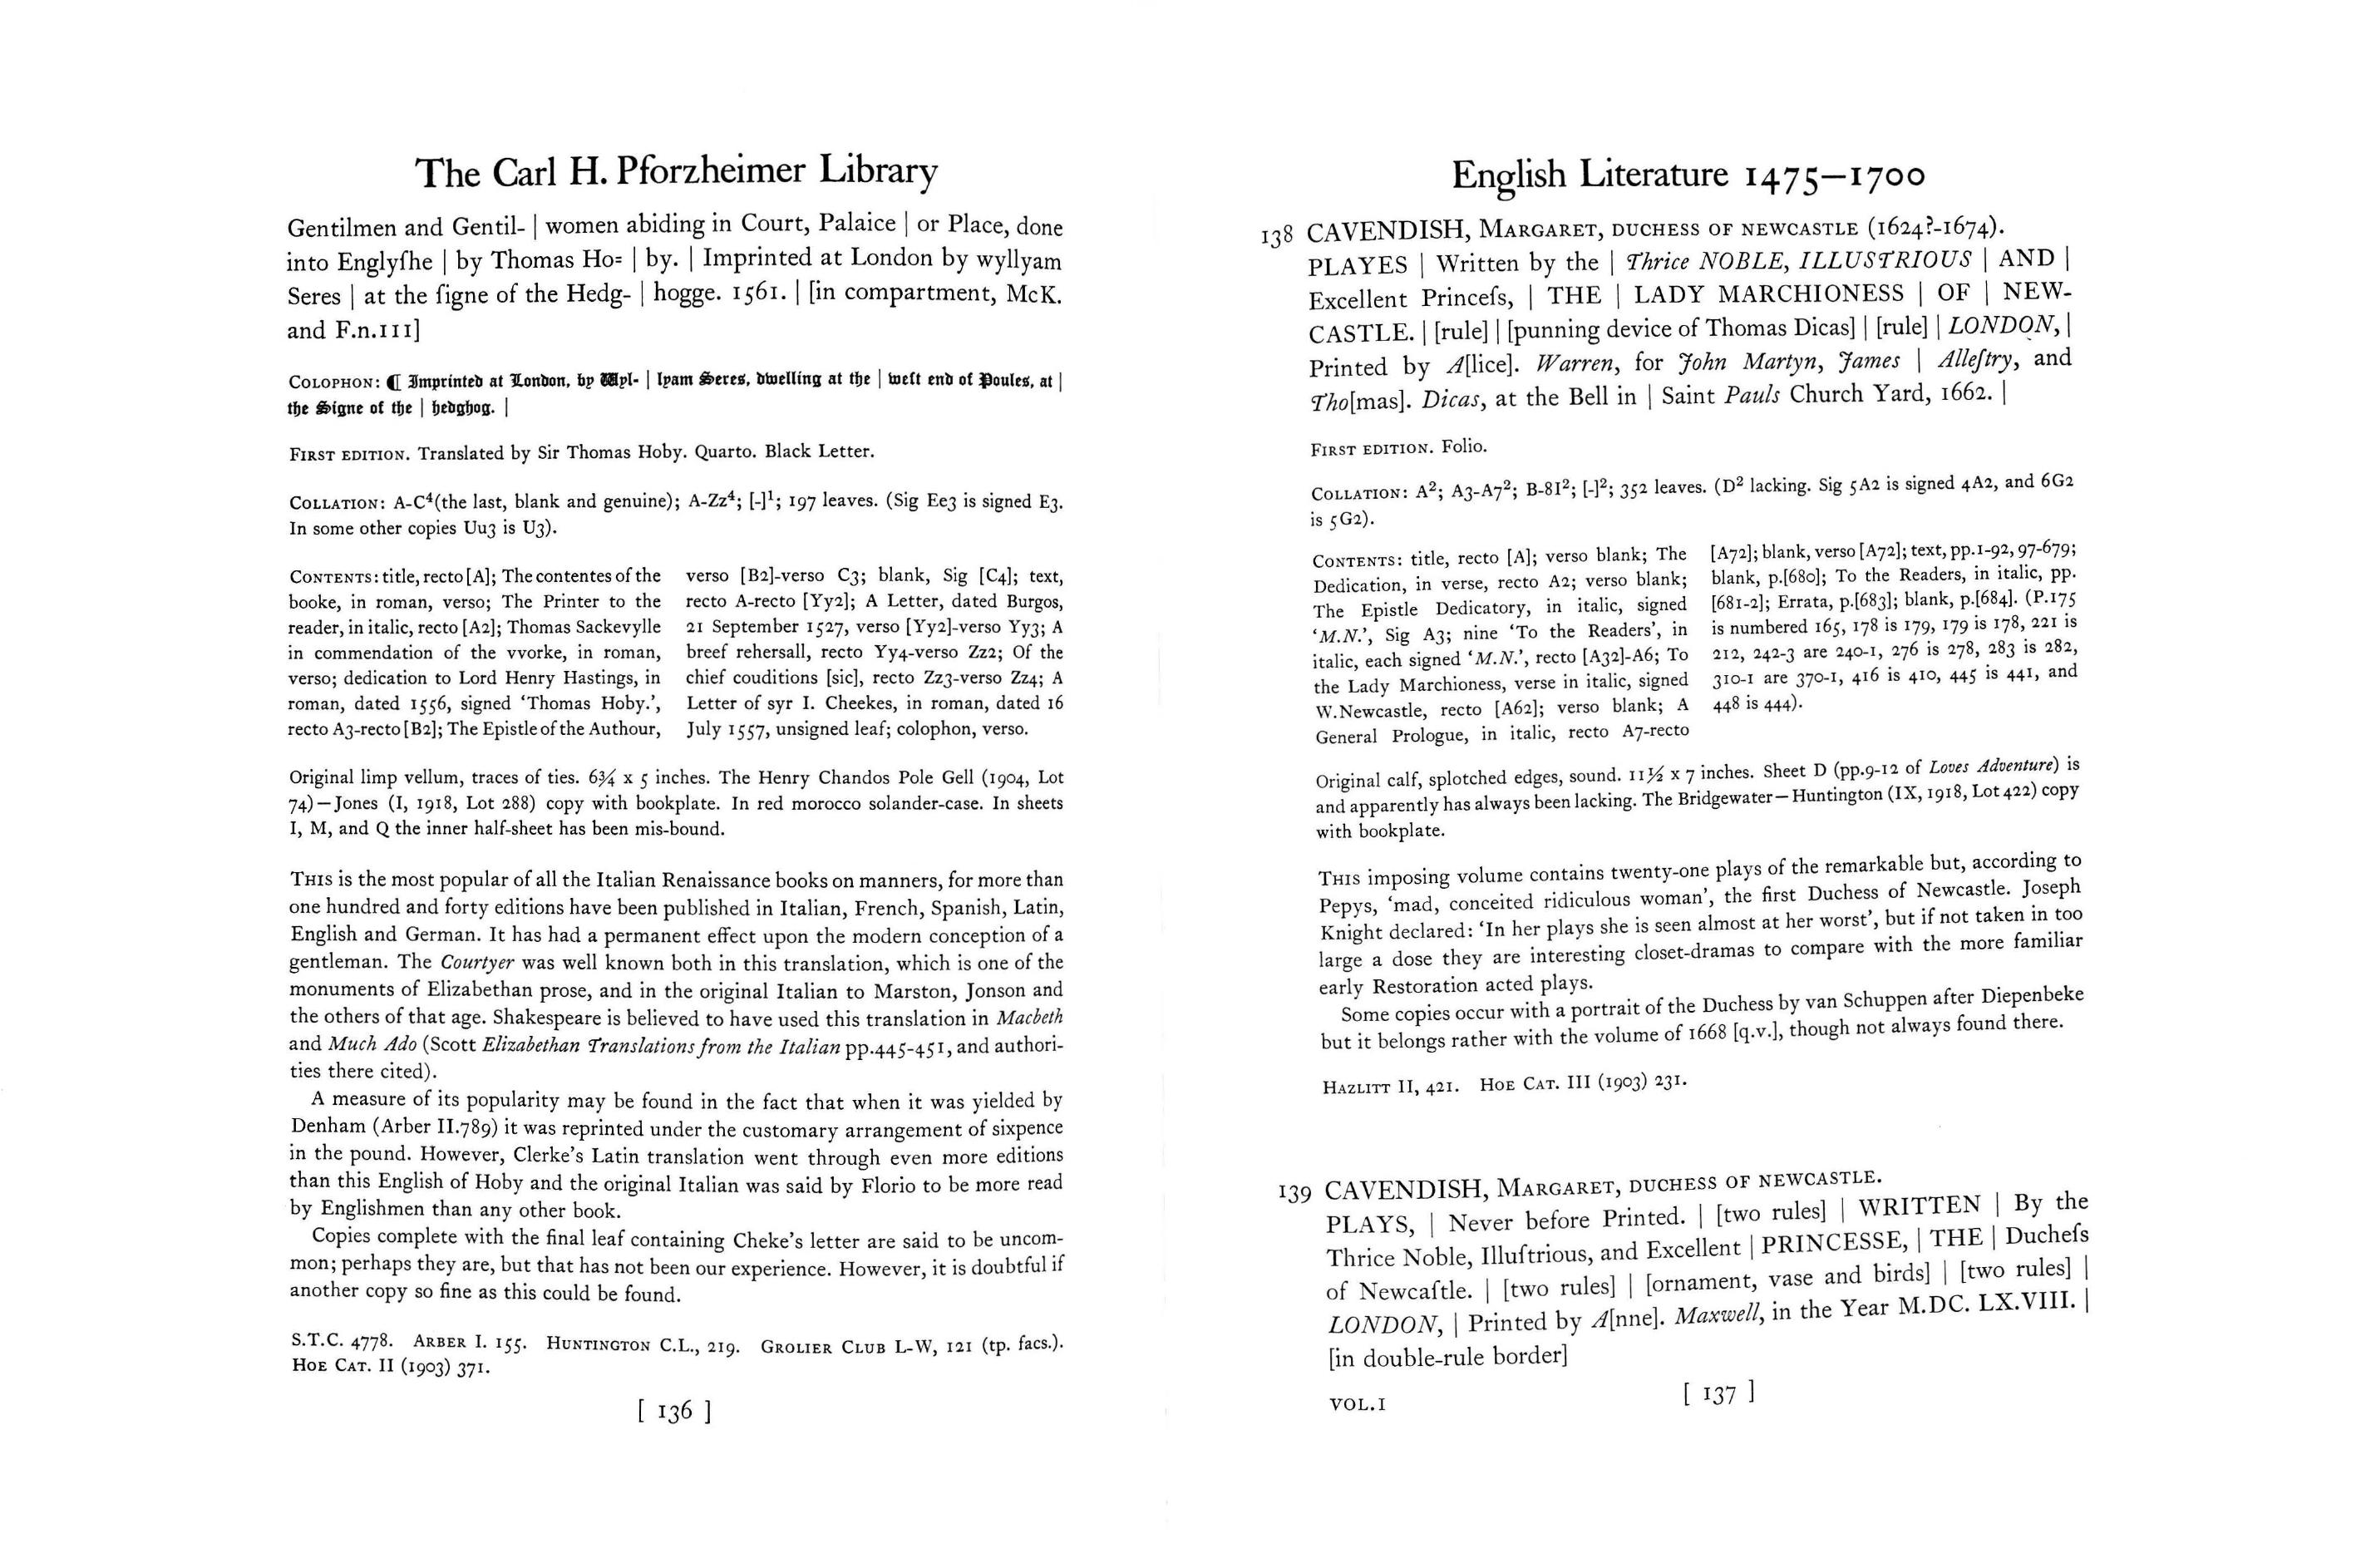 The Carl H. Pforzheimer Library
Gentilmen and Gentil- | women abiding in Court, Palaice | or Place, done
into Englyſhe | by Thomas Ho= | by. | Imprinted at London by wyllyam
Seres | at the ſigne of the Hedg- | hogge. 1561. | [in compartment, McK.
and F.n.111]
COLOPHON: ⁋ Imprinted at London, by Wyl- | lyam Seres, dwelling at the | weſt end of Poules, at |
the Signe of the | hedghog. |
FIRST EDITION. Translated by Sir Thomas Hoby. Quarto. Black Letter.
COLLATION: A-C⁴(the last, blank and genuine); A-Zz⁴; [-]¹; 197 leaves. (Sig Ee3 is signed E3.
In some other copies Uu3 is U3).
CONTENTS: title, recto [A]; The contentes of the
booke, in roman, verso; The Printer to the
reader, in italic, recto [A2]; Thomas Sackevylle
in commendation of the vvorke, in roman,
verso; dedication to Lord Henry Hastings, in
roman, dated 1556, signed ‘Thomas Hoby.’,
recto A3-recto [B2]; The Epistle of the Authour,
verso [B2]-verso C3; blank, Sig [C4]; text,
recto A-recto [Yy2]; A Letter, dated Burgos,
21 September 1527, verso [Yy2]-verso Yy3; A
breef rehersall, recto Yy4-verso Zz2; Of the
chief couditions [sic], recto Zz3-verso Zz4; A
Letter of syr I. Cheekes, in roman, dated 16
July 1557, unsigned leaf; colophon, verso.
Original limp vellum, traces of ties. 6¾ x 5 inches. The Henry Chandos Pole Gell (1904, Lot
74)—Jones (I, 1918, Lot 288) copy with bookplate. In red morocco solander-case. In sheets
I, M, and Q the inner half-sheet has been mis-bound.
THIS is the most popular of all the Italian Renaissance books on manners, for more than
one hundred and forty editions have been published in Italian, French, Spanish, Latin,
English and German. It has had a permanent effect upon the modern conception of a
gentleman. The Courtyer was well known both in this translation, which is one of the
monuments of Elizabethan prose, and in the original Italian to Marston, Jonson and
the others of that age. Shakespeare is believed to have used this translation in Macbeth
and Much Ado (Scott Elizabethan Translations from the Italian pp.445-451, and authori-
ties there cited).
A measure of its popularity may be found in the fact that when it was yielded by
Denham (Arber II.789) it was reprinted under the customary arrangement of sixpence
in the pound. However, Clerke’s Latin translation went through even more editions
than this English of Hoby and the original Italian was said by Florio to be more read
by Englishmen than any other book.
Copies complete with the final leaf containing Cheke’s letter are said to be uncom-
mon; perhaps they are, but that has not been our experience. However, it is doubtful if
another copy so fine as this could be found.
S.T.C. 4778. ARBER I. 155. HUNTINGTON C.L., 219. GROLIER CLUB L-W, 121 (tp. facs.).
HOE CAT. II (1903) 371.
[ 136 ]
English Literature 1475—1700
138 CAVENDISH, MARGARET, DUCHESS OF NEWCASTLE (1624?-1674).
PLAYES | Written by the | Thrice NOBLE, ILLUSTRIOUS | AND |
Excellent Princeſs, | THE | LADY MARCHIONESS | OF | NEW-
CASTLE. | [rule] | [punning device of Thomas Dicas] | [rule] | LONDON, |
Printed by A[lice]. Warren, for John Martyn, James | Alleſtry, and
Tho[mas]. Dicas, at the Bell in | Saint Pauls Church Yard, 1662. |
FIRST EDITION. Folio.
COLLATION: A²; A3-A7²; B-8I²; [-]²; 352 leaves. (D² lacking. Sig 5A2 is signed 4A2, and 6G2
is 5G2).
CONTENTS: title, recto [A]; verso blank; The
Dedication, in verse, recto A2; verso blank;
The Epistle Dedicatory, in italic, signed
‘M.N.’, Sig A3; nine ‘To the Readers’, in
italic, each signed ‘M.N.’, recto [A32]-A6; To
the Lady Marchioness, verse in italic, signed
W.Newcastle, recto [A62]; verso blank; A
General Prologue, in italic, recto A7-recto
[A72]; blank, verso [A72]; text, pp.1-92, 97-679;
blank, p.[680]; To the Readers, in italic, pp.
[681-2]; Errata, p.[683]; blank, p.[684]. (P.175
is numbered 165, 178 is 179, 179 is 178, 221 is
212, 242-3 are 240-1, 276 is 278, 283 is 282,
310-1 are 370-1, 416 is 410, 445 is 441, and
448 is 444).
Original calf, splotched edges, sound. 11½ x 7 inches. Sheet D (pp.9-12 of Loves Adventure) is
and apparently has always been lacking. The Bridgewater—Huntington (IX, 1918, Lot 422) copy
with bookplate.
THIS imposing volume contains twenty-one plays of the remarkable but, according to
Pepys, ‘mad, conceited ridiculous woman’, the first Duchess of Newcastle. Joseph
Knight declared: ‘In her plays she is seen almost at her worst’, but if not taken in too
large a dose they are interesting closet-dramas to compare with the more familiar
early Restoration acted plays.
Some copies occur with a portrait of the Duchess by van Schuppen after Diepenbeke
but it belongs rather with the volume of 1668 [q.v.], though not always found there.
HAZLITT II, 421. HOE CAT. III (1903) 231.
139 CAVENDISH, MARGARET, DUCHESS OF NEWCASTLE.
PLAYS, | Never before Printed. | [two rules] | WRITTEN | By the
Thrice Noble, Illuſtrious, and Excellent | PRINCESSE, | THE | Ducheſs
of Newcaſtle. | [two rules] | [ornament, vase and birds] | [two rules] |
LONDON, | Printed by A[nne]. Maxwell, in the Year M.DC. LX.VIII. |
[in double-rule border]
VOL.I
[ 137 ]